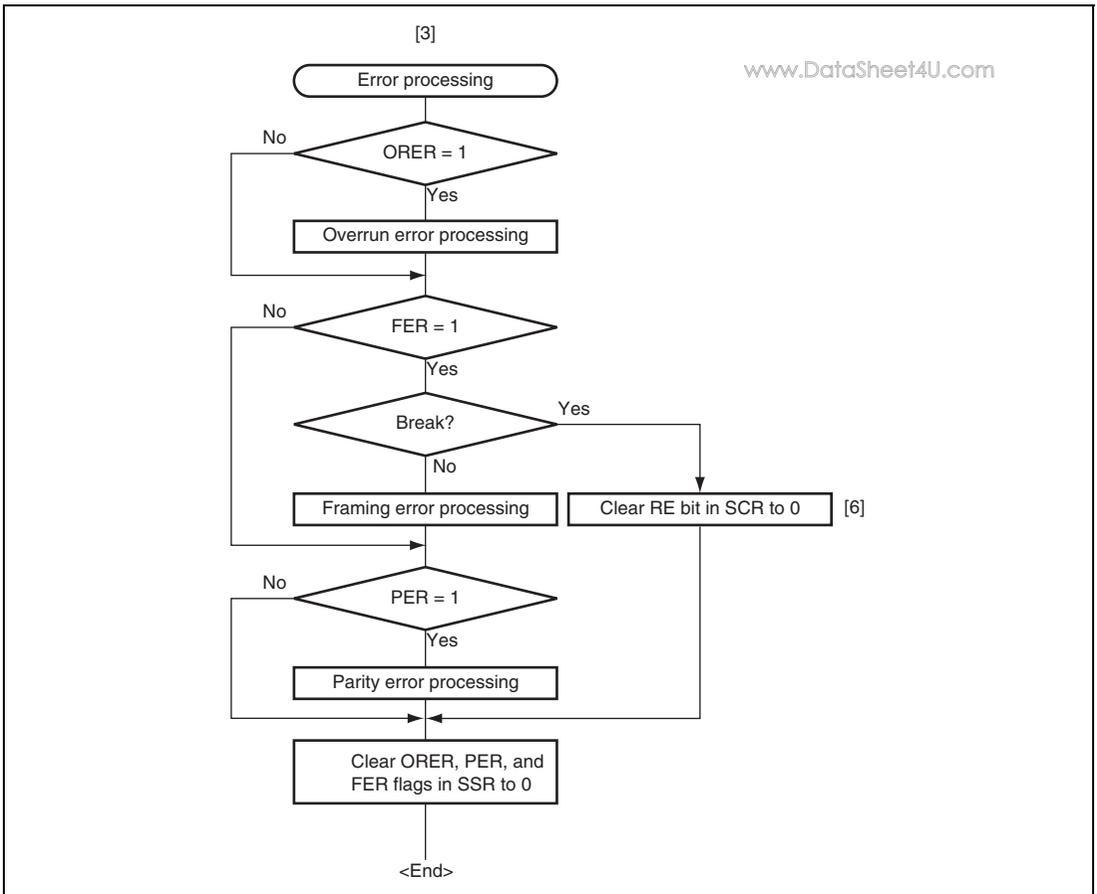 [3]
www.DataSheet4U.com
Error processing
No
ORER = 1
Yes
Overrun error processing
No
FER = 1
Yes
Break?
Yes
No
Framing error processing
Clear RE bit in SCR to 0
[6]
No
PER = 1
Yes
Parity error processing
Clear ORER, PER, and
FER flags in SSR to 0
<End>